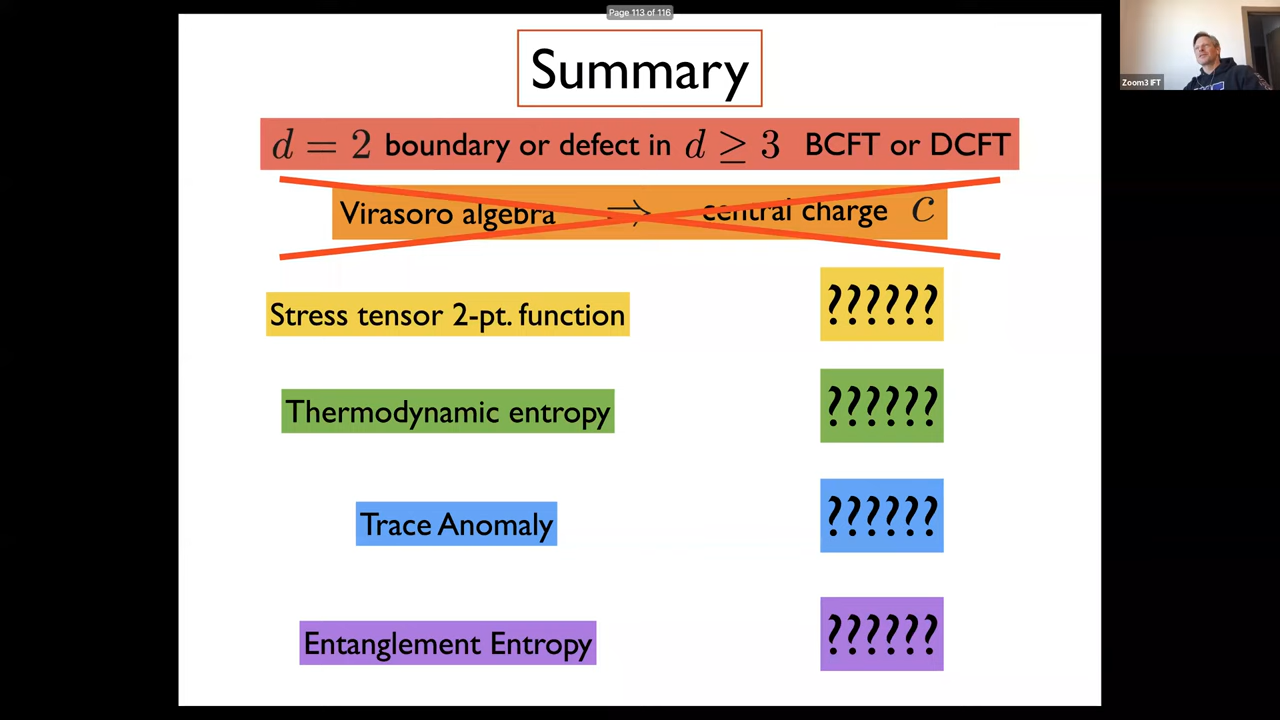 Page 113 of 116
Summary
Zoom3 IFT
d = 2 boundary or defect in d ≥ 3 BCFT or DCFT
Virasoro algebra → central charge c
Stress tensor 2-pt. function ??????
Thermodynamic entropy ??????
Trace Anomaly ??????
Entanglement Entropy ??????